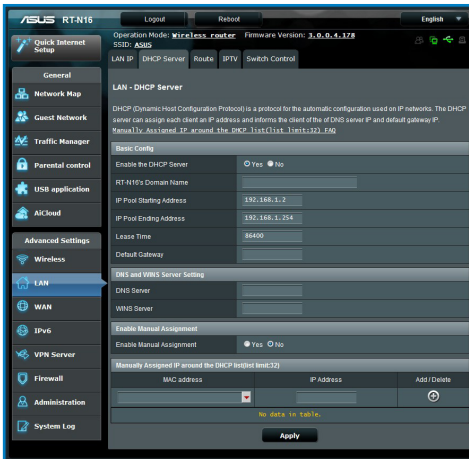 ASUS RT-N16
Logout
Reboot
English
Quick Internet Setup
Operation Mode: Wireless router Firmware Version: 3.0.0.4.178
SSID: ASUS
LAN IP
DHCP Server
Route
IPTV
Switch Control
General
Network Map
Guest Network
Traffic Manager
Parental control
USB application
AiCloud
Advanced Settings
Wireless
LAN
WAN
IPv6
VPN Server
Firewall
Administration
System Log
LAN - DHCP Server
DHCP (Dynamic Host Configuration Protocol) is a protocol for the automatic configuration used on IP networks. The DHCP
server can assign each client an IP address and informs the client of the of DNS server IP and default gateway IP.
Manually Assigned IP around the DHCP list(list limit:32) FAQ
Basic Config
Enable the DHCP Server Yes No
RT-N16's Domain Name
IP Pool Starting Address 192.168.1.2
IP Pool Ending Address 192.168.1.254
Lease Time 86400
Default Gateway
DNS and WINS Server Setting
DNS Server
WINS Server
Enable Manual Assignment
Enable Manual Assignment Yes No
Manually Assigned IP around the DHCP list(list limit:32)
MAC address IP Address Add / Delete
No data in table.
Apply